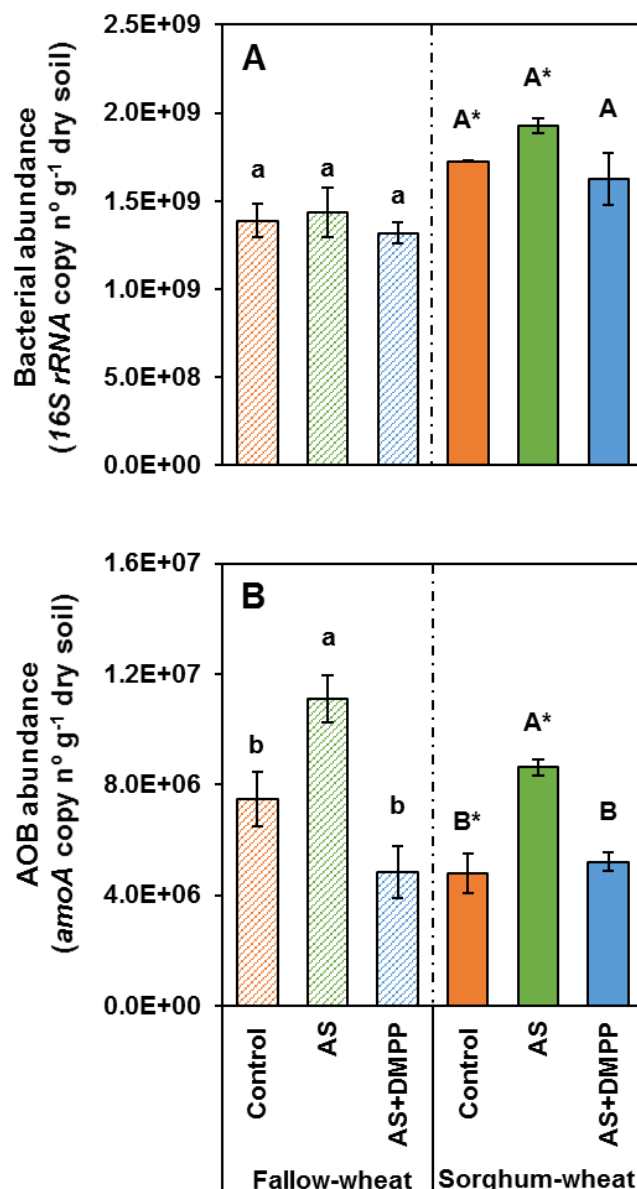 Bacterial abundance
(16S rRNA copy nº g-1 dry soil)
2.5E+09
2.0E+09
1.5E+09
1.0E+09
5.0E+08
0.0E+00
A
a
a
a
A*
A*
A
AOB abundance
(amoA copy nº g-1 dry soil)
1.6E+07
1.2E+07
8.0E+06
4.0E+06
0.0E+00
B
b
a
b
B*
A*
B
Control
AS
AS+DMPP
Control
AS
AS+DMPP
Fallow-wheat
Sorghum-wheat